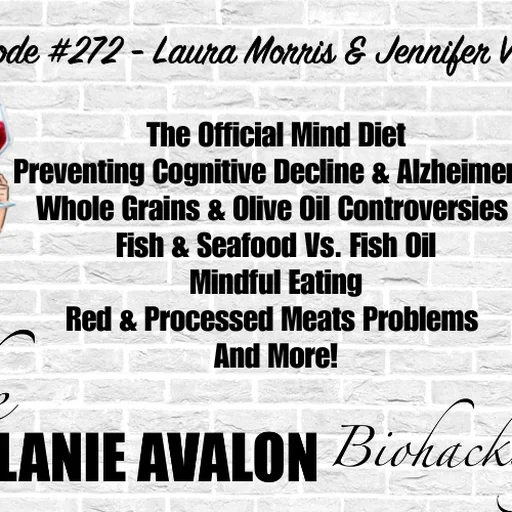 ode #272 - Laura Morris & Jennifer V
The Official Mind Diet
Preventing Cognitive Decline & Alzheimer
Whole Grains & Olive Oil Controversies
Fish & Seafood Vs. Fish Oil
Mindful Eating
Red & Processed Meats Problems
And More!
e
LANIE AVALON Biohack